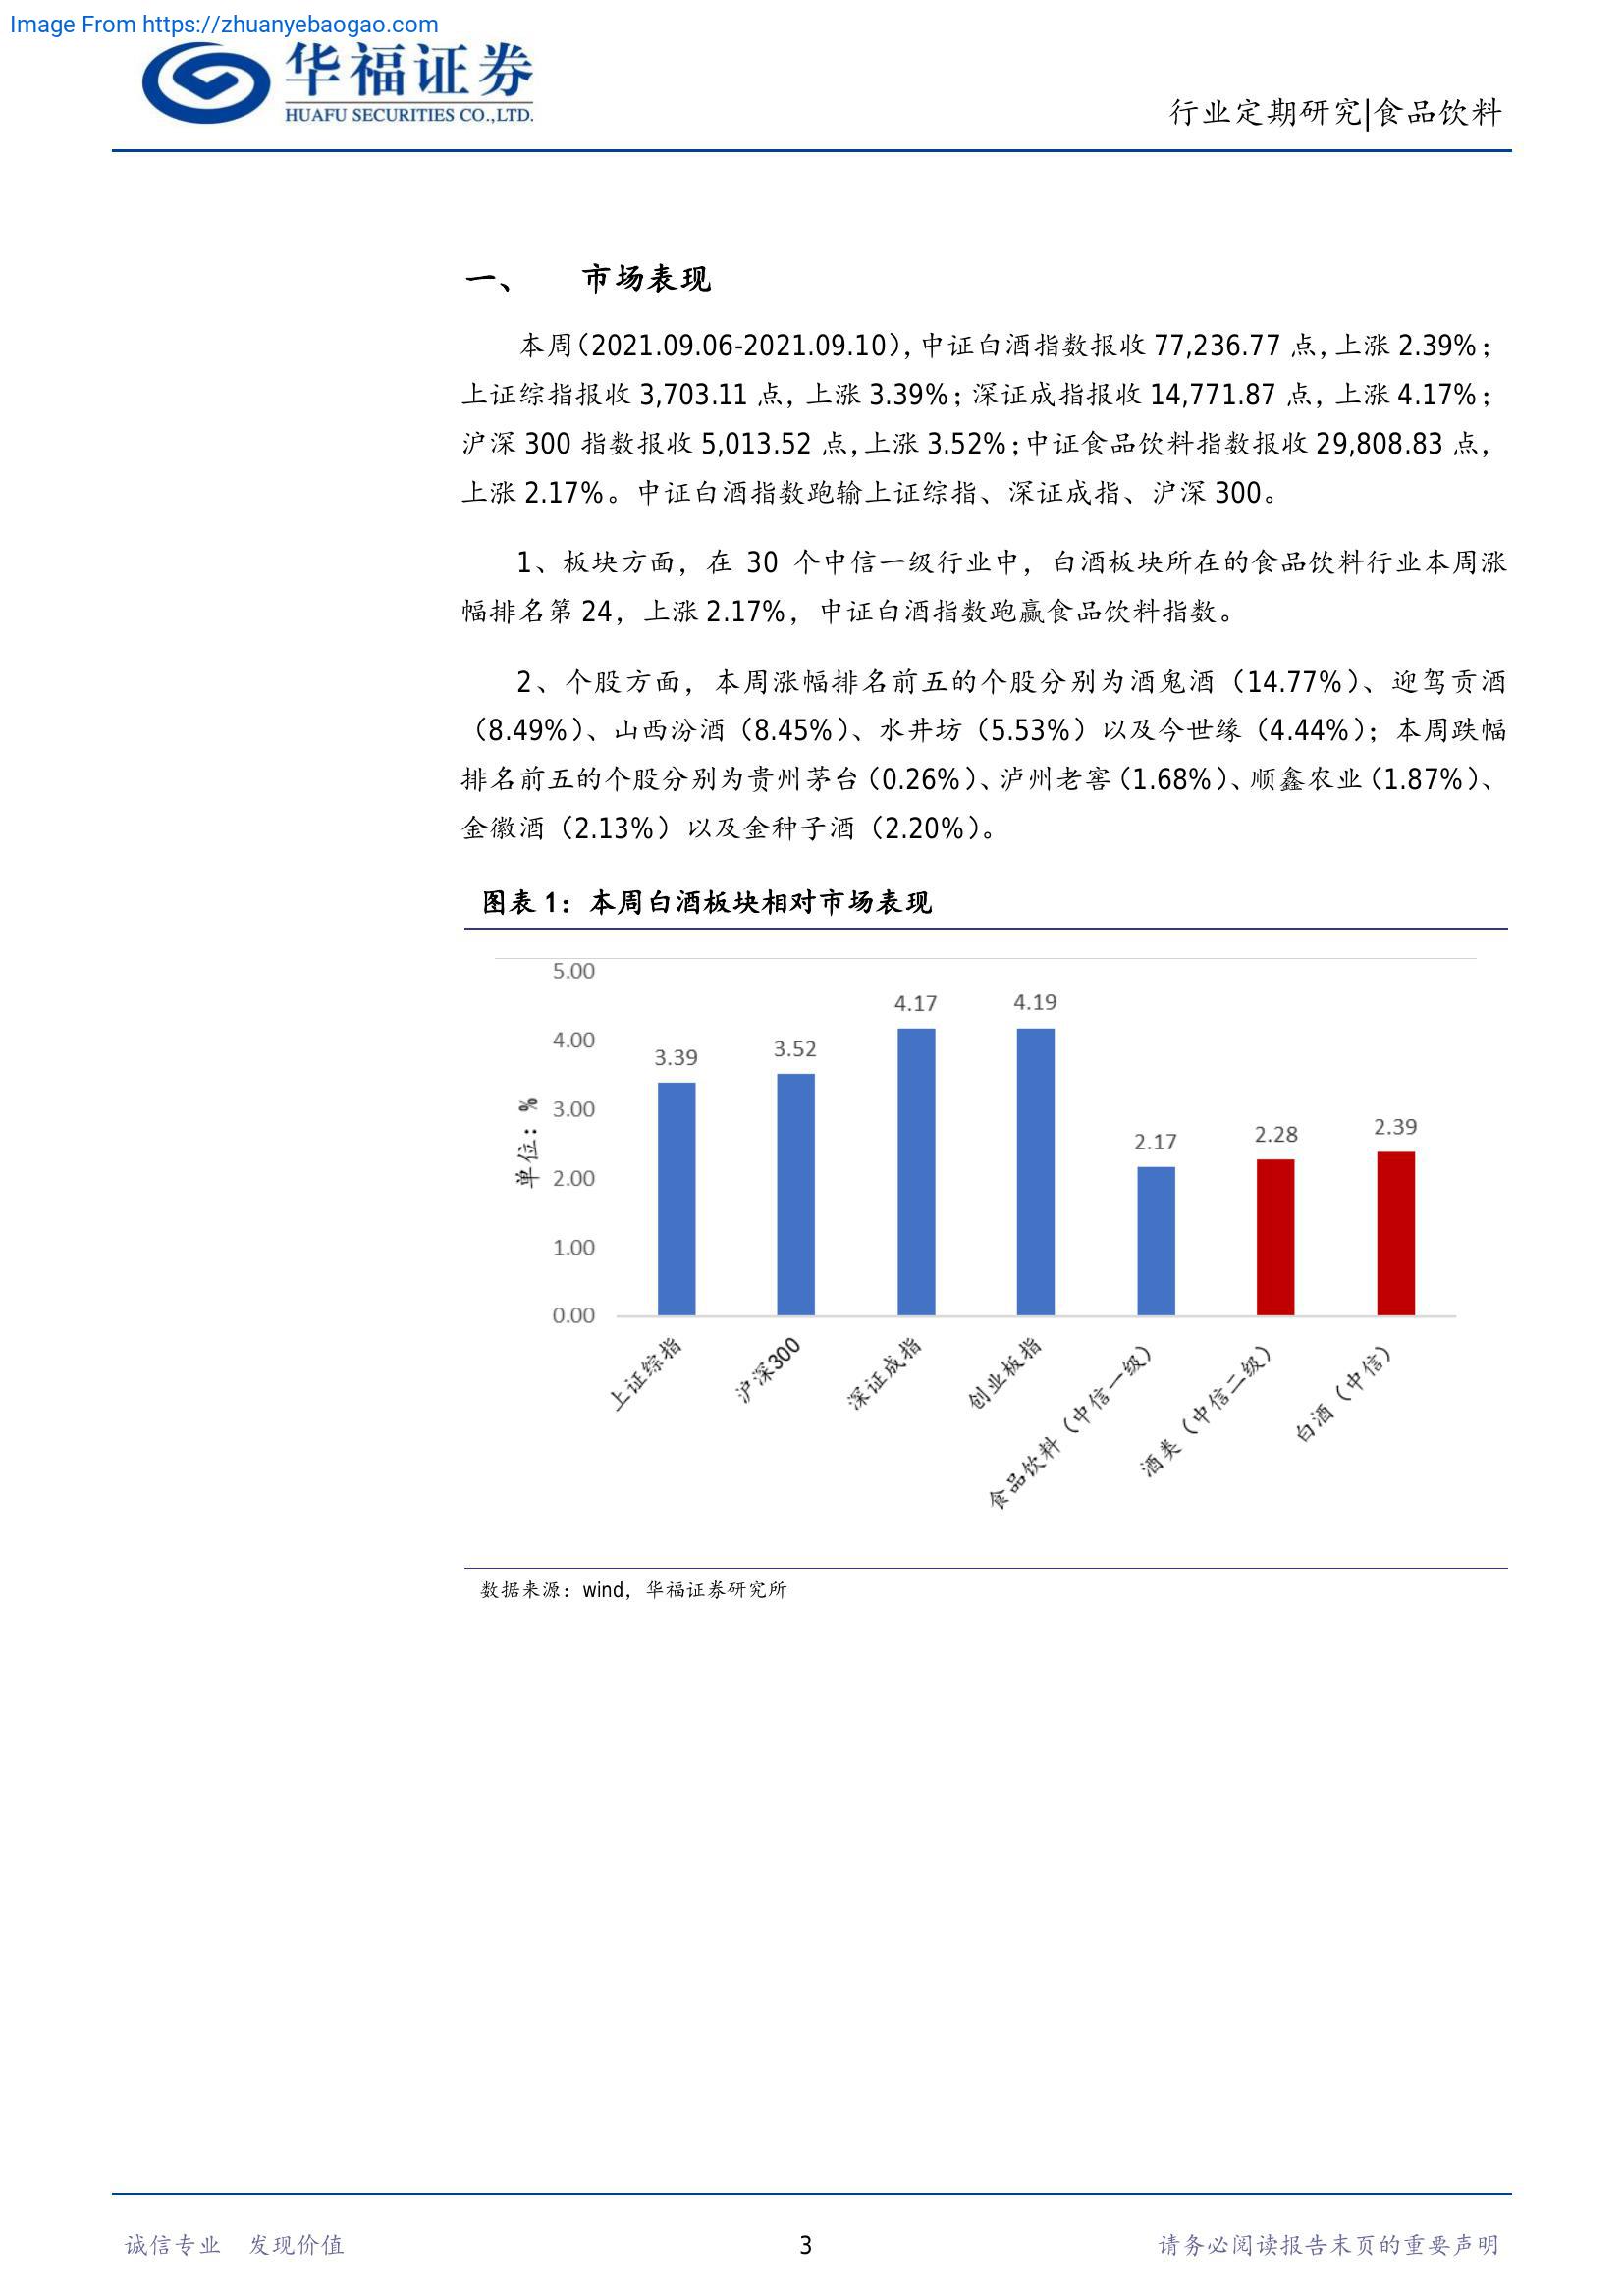 Image From https://zhuanyebaogao.com
华福证券
HUAFU SECURITIES CO.,LTD.
行业定期研究|食品饮料
一、 市场表现
本周(2021.09.06-2021.09.10),中证白酒指数报收 77,236.77 点,上涨 2.39%;
上证综指报收 3,703.11 点,上涨 3.39%;深证成指报收 14,771.87 点,上涨 4.17%;
沪深 300 指数报收 5,013.52 点,上涨 3.52%;中证食品饮料指数报收 29,808.83 点,
上涨 2.17%。中证白酒指数跑输上证综指、深证成指、沪深 300。
1、板块方面,在 30 个中信一级行业中,白酒板块所在的食品饮料行业本周涨
幅排名第 24,上涨 2.17%,中证白酒指数跑赢食品饮料指数。
2、个股方面,本周涨幅排名前五的个股分别为酒鬼酒(14.77%)、迎驾贡酒
(8.49%)、山西汾酒(8.45%)、水井坊(5.53%)以及今世缘(4.44%);本周跌幅
排名前五的个股分别为贵州茅台(0.26%)、泸州老窖(1.68%)、顺鑫农业(1.87%)、
金徽酒(2.13%)以及金种子酒(2.20%)。
图表 1:本周白酒板块相对市场表现
单位:%
5.00
4.00
3.00
2.00
1.00
0.00
3.39
3.52
4.17
4.19
2.17
2.28
2.39
上证综指
沪深300
深证成指
创业板指
食品饮料(中信一级)
酒类(中信二级)
白酒(中信)
数据来源:wind,华福证券研究所
诚信专业 发现价值
3
请务必阅读报告末页的重要声明